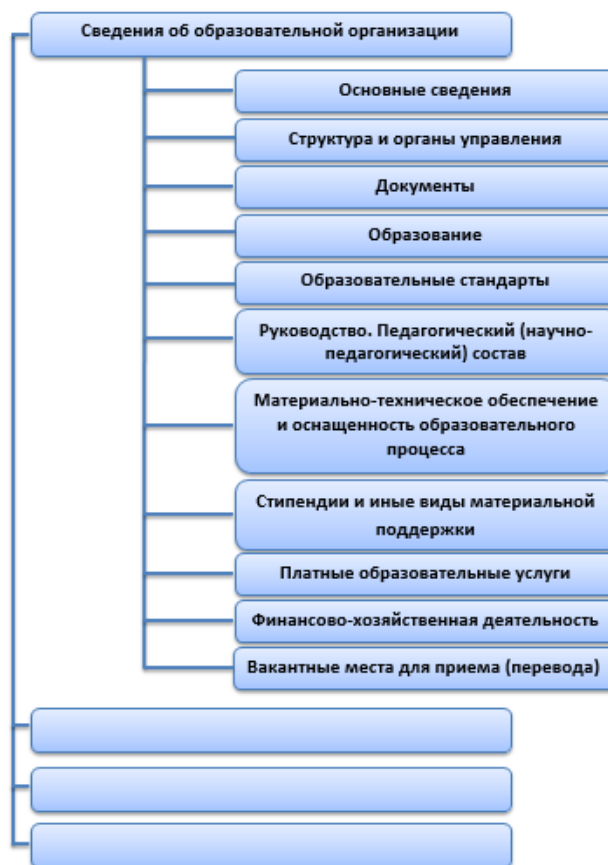 Сведения об образовательной организации
Основные сведения
Структура и органы управления
Документы
Образование
Образовательные стандарты
Руководство. Педагогический (научно-
педагогический) состав
Материально-техническое обеспечение
и оснащенность образовательного
процесса
Стипендии и иные виды материальной
поддержки
Платные образовательные услуги
Финансово-хозяйственная деятельность
Вакантные места для приема (перевода)